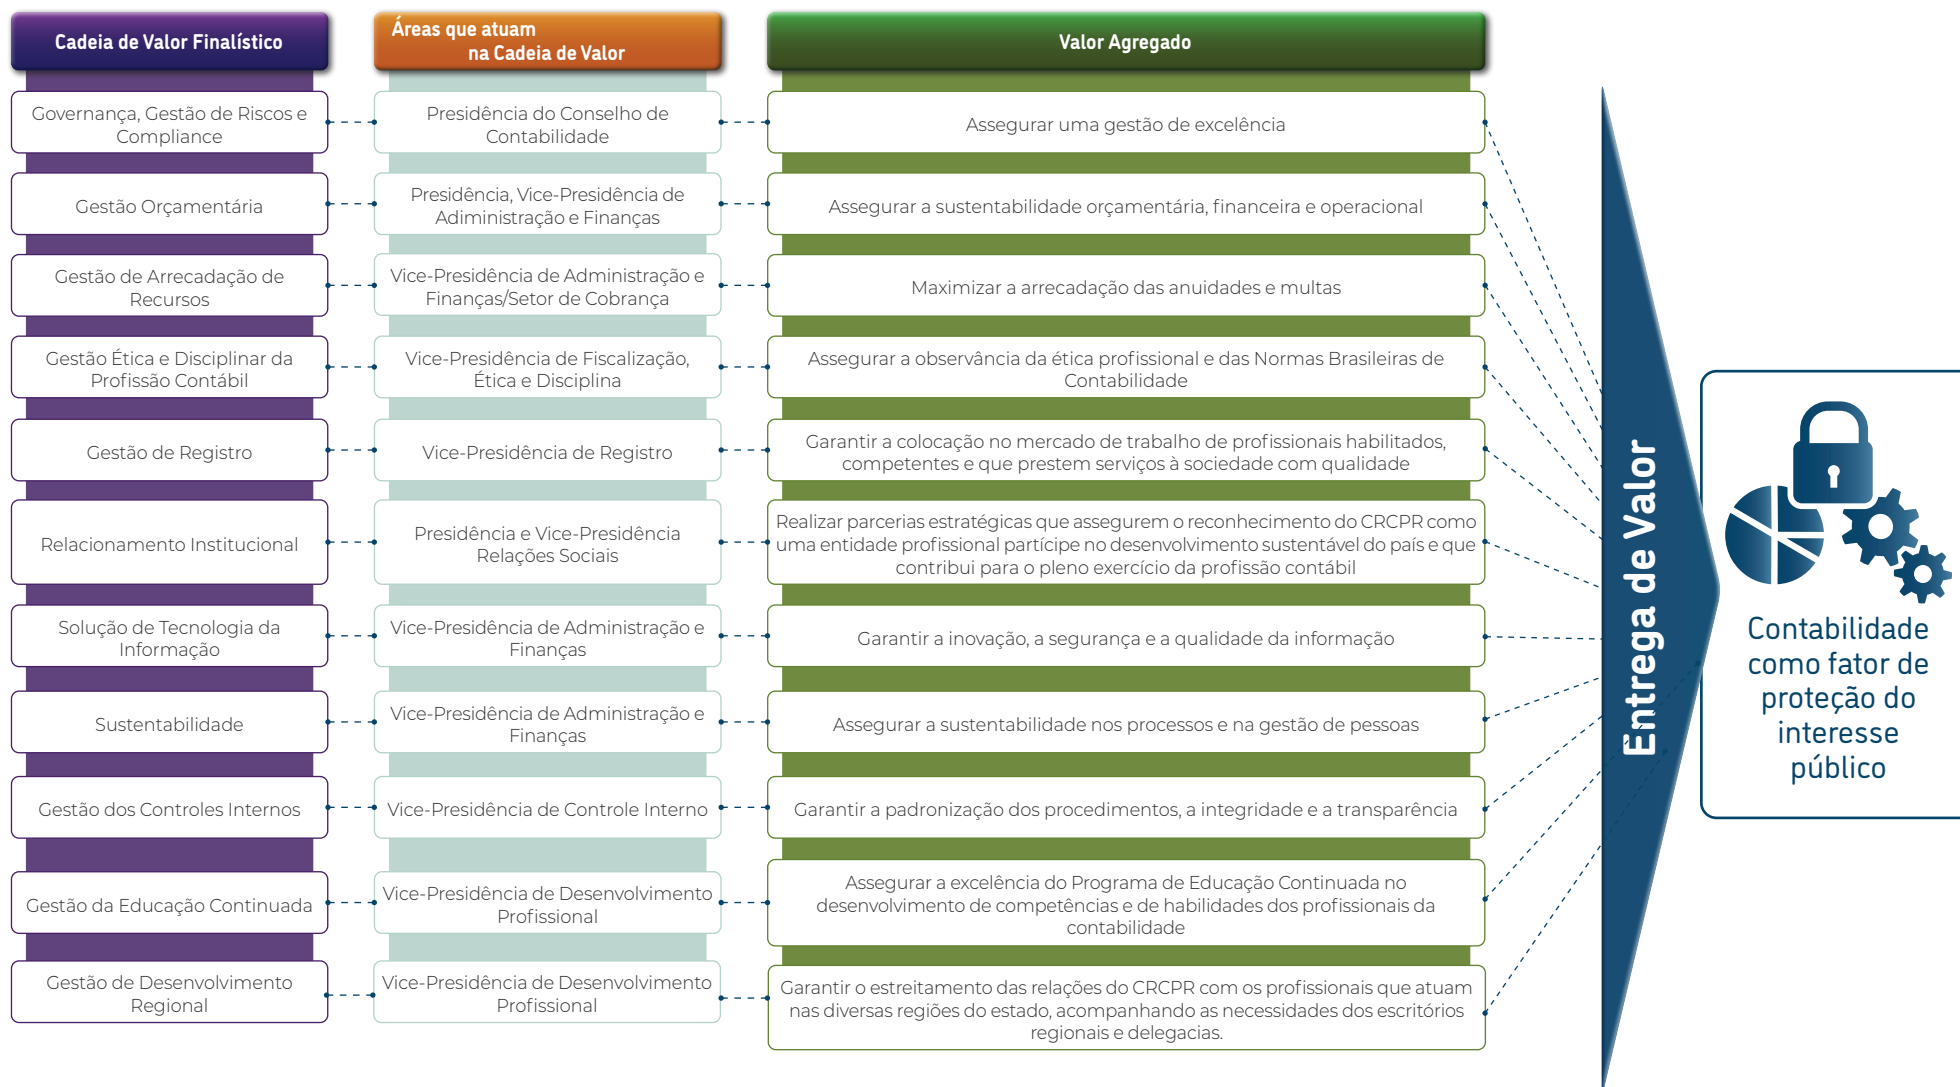 Cadeia de Valor Finalístico
Áreas que atuam
na Cadeia de Valor
Valor Agregado
Governança, Gestão de Riscos e
Compliance
Presidência do Conselho de
Contabilidade
Assegurar uma gestão de excelência
Gestão Orçamentária
Presidência, Vice-Presidência de
Adiministração e Finanças
Assegurar a sustentabilidade orçamentária, financeira e operacional
Gestão de Arrecadação de
Recursos
Vice-Presidência de Administração e
Finanças/Setor de Cobrança
Maximizar a arrecadação das anuidades e multas
Gestão Ética e Disciplinar da
Profissão Contábil
Vice-Presidência de Fiscalização,
Ética e Disciplina
Assegurar a observância da ética profissional e das Normas Brasileiras de
Contabilidade
Gestão de Registro
Vice-Presidência de Registro
Garantir a colocação no mercado de trabalho de profissionais habilitados,
competentes e que prestem serviços à sociedade com qualidade
Relacionamento Institucional
Presidência e Vice-Presidência
Relações Sociais
Realizar parcerias estratégicas que assegurem o reconhecimento do CRCPR como
uma entidade profissional partícipe no desenvolvimento sustentável do país e que
contribui para o pleno exercício da profissão contábil
Solução de Tecnologia da
Informação
Vice-Presidência de Administração e
Finanças
Garantir a inovação, a segurança e a qualidade da informação
Sustentabilidade
Vice-Presidência de Administração e
Finanças
Assegurar a sustentabilidade nos processos e na gestão de pessoas
Gestão dos Controles Internos
Vice-Presidência de Controle Interno
Garantir a padronização dos procedimentos, a integridade e a transparência
Gestão da Educação Continuada
Vice-Presidência de Desenvolvimento
Profissional
Assegurar a excelência do Programa de Educação Continuada no
desenvolvimento de competências e de habilidades dos profissionais da
contabilidade
Gestão de Desenvolvimento
Regional
Vice-Presidência de Desenvolvimento
Profissional
Garantir o estreitamento das relações do CRCPR com os profissionais que atuam
nas diversas regiões do estado, acompanhando as necessidades dos escritórios
regionais e delegacias.
Entrega de Valor
Contabilidade
como fator de
proteção do
interesse
público